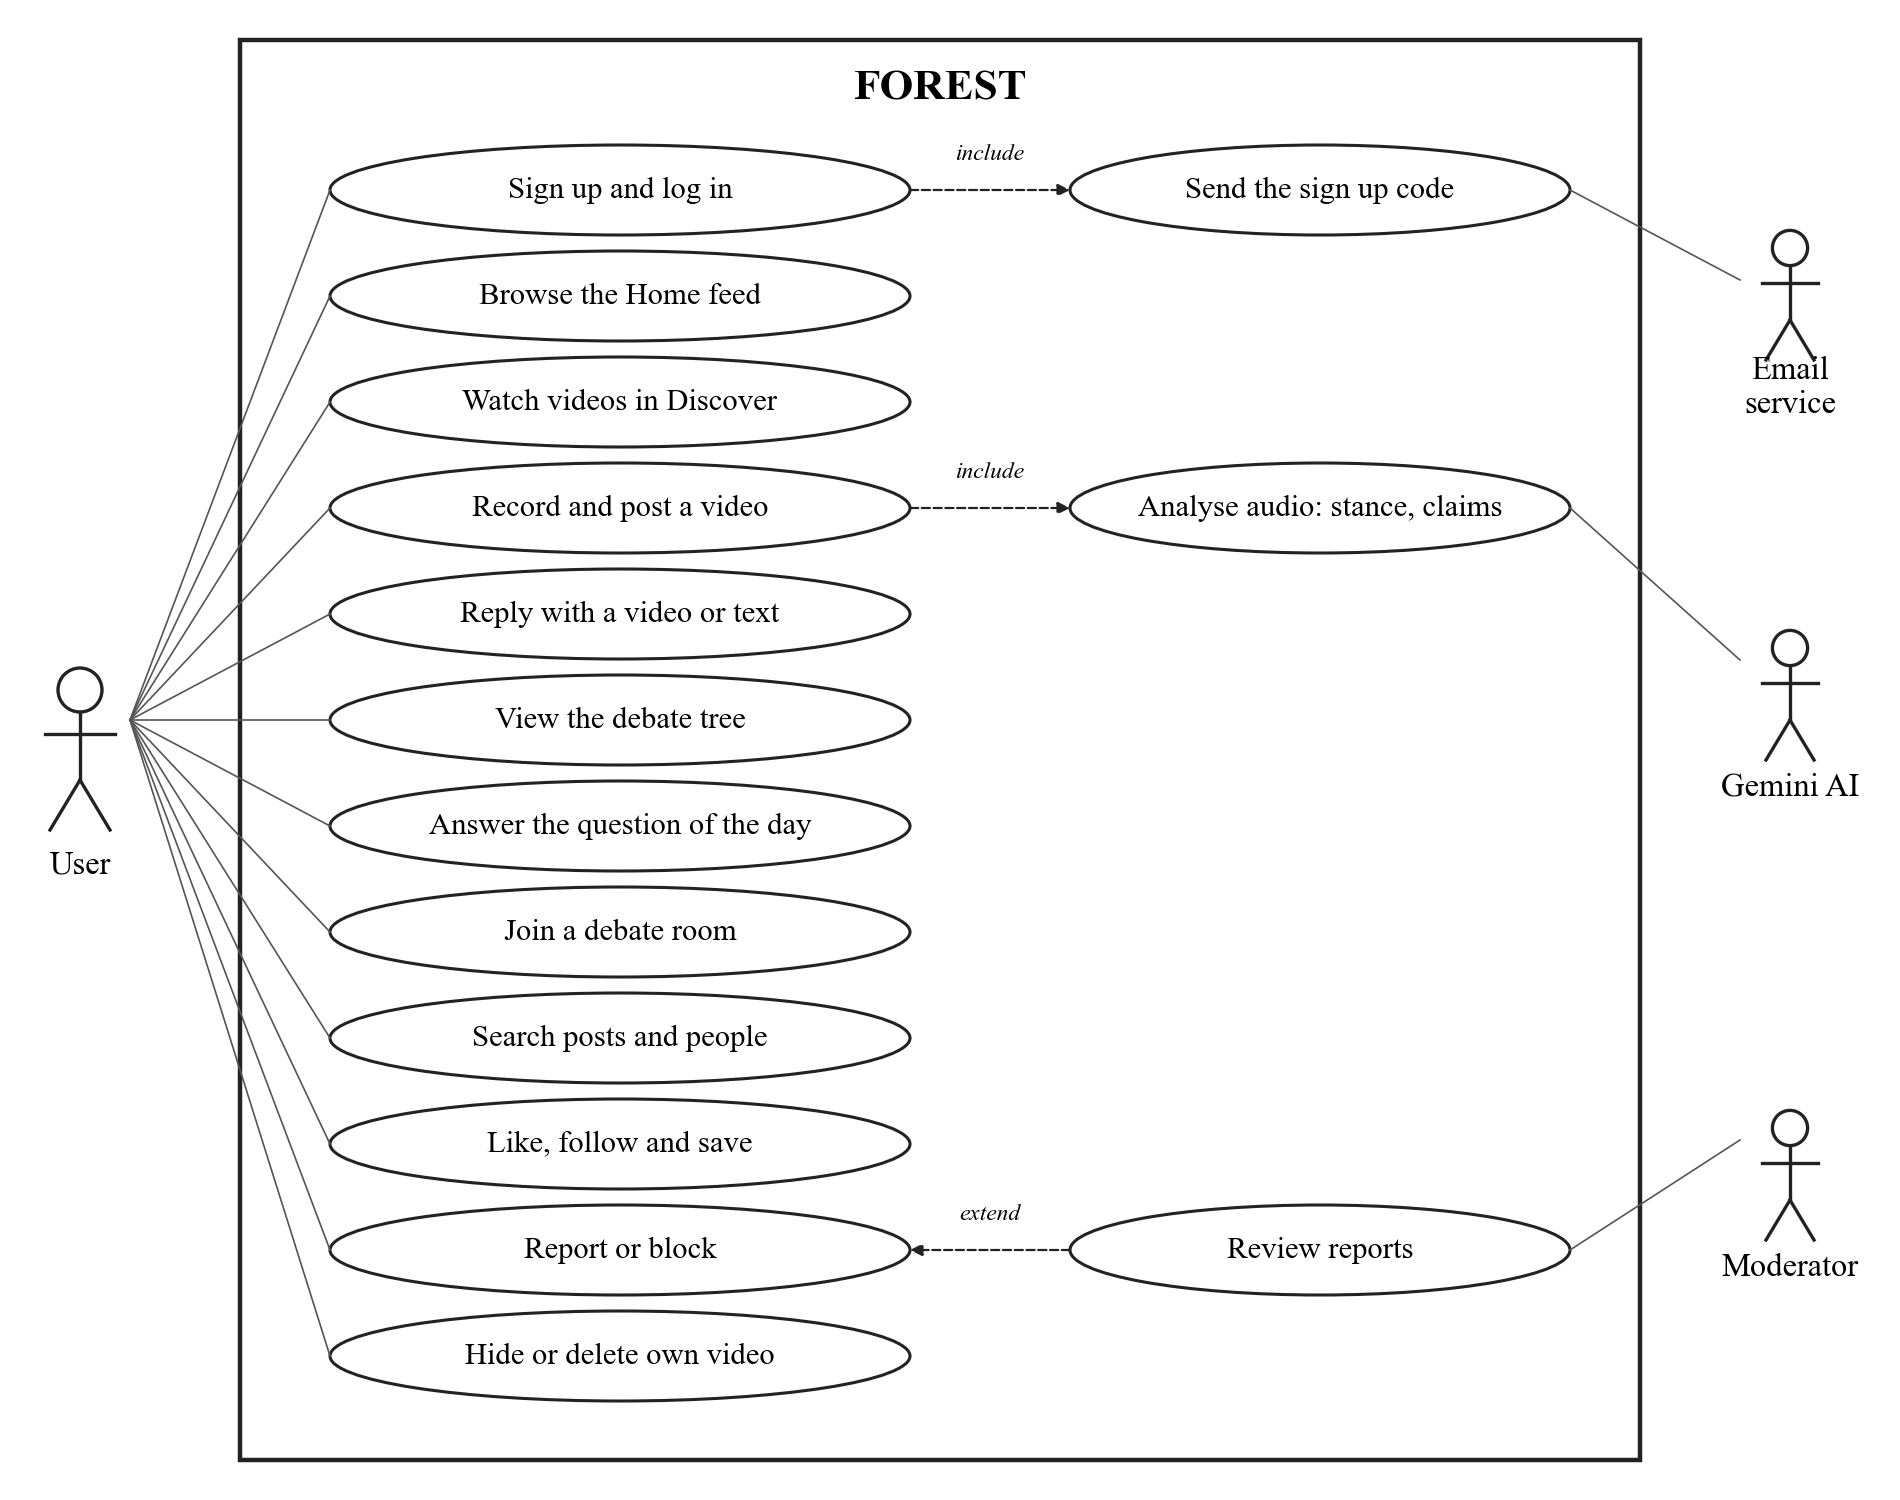 FOREST
Sign up and log in
include
Send the sign up code
Browse the Home feed
Email
service
Watch videos in Discover
Record and post a video
include
Analyse audio: stance, claims
Reply with a video or text
View the debate tree
Gemini AI
Answer the question of the day
User
Join a debate room
Search posts and people
Like, follow and save
Report or block
extend
Review reports
Moderator
Hide or delete own video